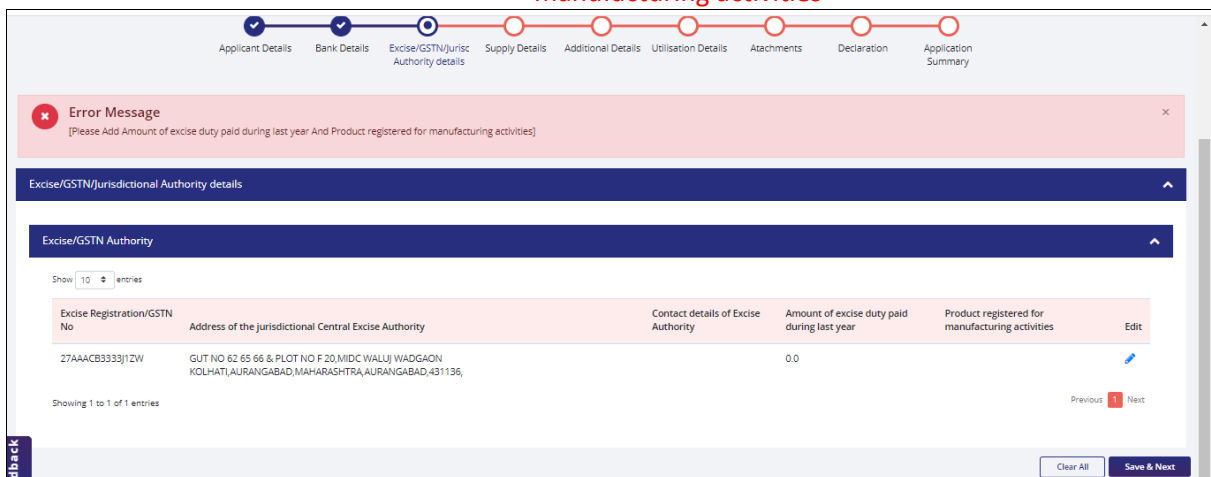 manufacturing activities
Applicant Details Bank Details Excise/GSTN/Jurisc Supply Details Additional Details Utilisation Details Atachments Declaration Application
Authority details Summary
Error Message
[Please Add Amount of excise duty paid during last year And Product registered for manufacturing activities]
Excise/GSTN/Jurisdictional Authority details
Excise/GSTN Authority
Show 10 entries
Excise Registration/GSTN Contact details of Excise Amount of excise duty paid Product registered for
No Address of the jurisdictional Central Excise Authority Authority during last year manufacturing activities Edit
27AAACB3333J1ZW GUT NO 62 65 66 & PLOT NO F 20,MIDC WALUJ WADGAON 0.0
KOLHATI,AURANGABAD,MAHARASHTRA,AURANGABAD,431136,
Showing 1 to 1 of 1 entries Previous 1 Next
dback
Clear All Save & Next